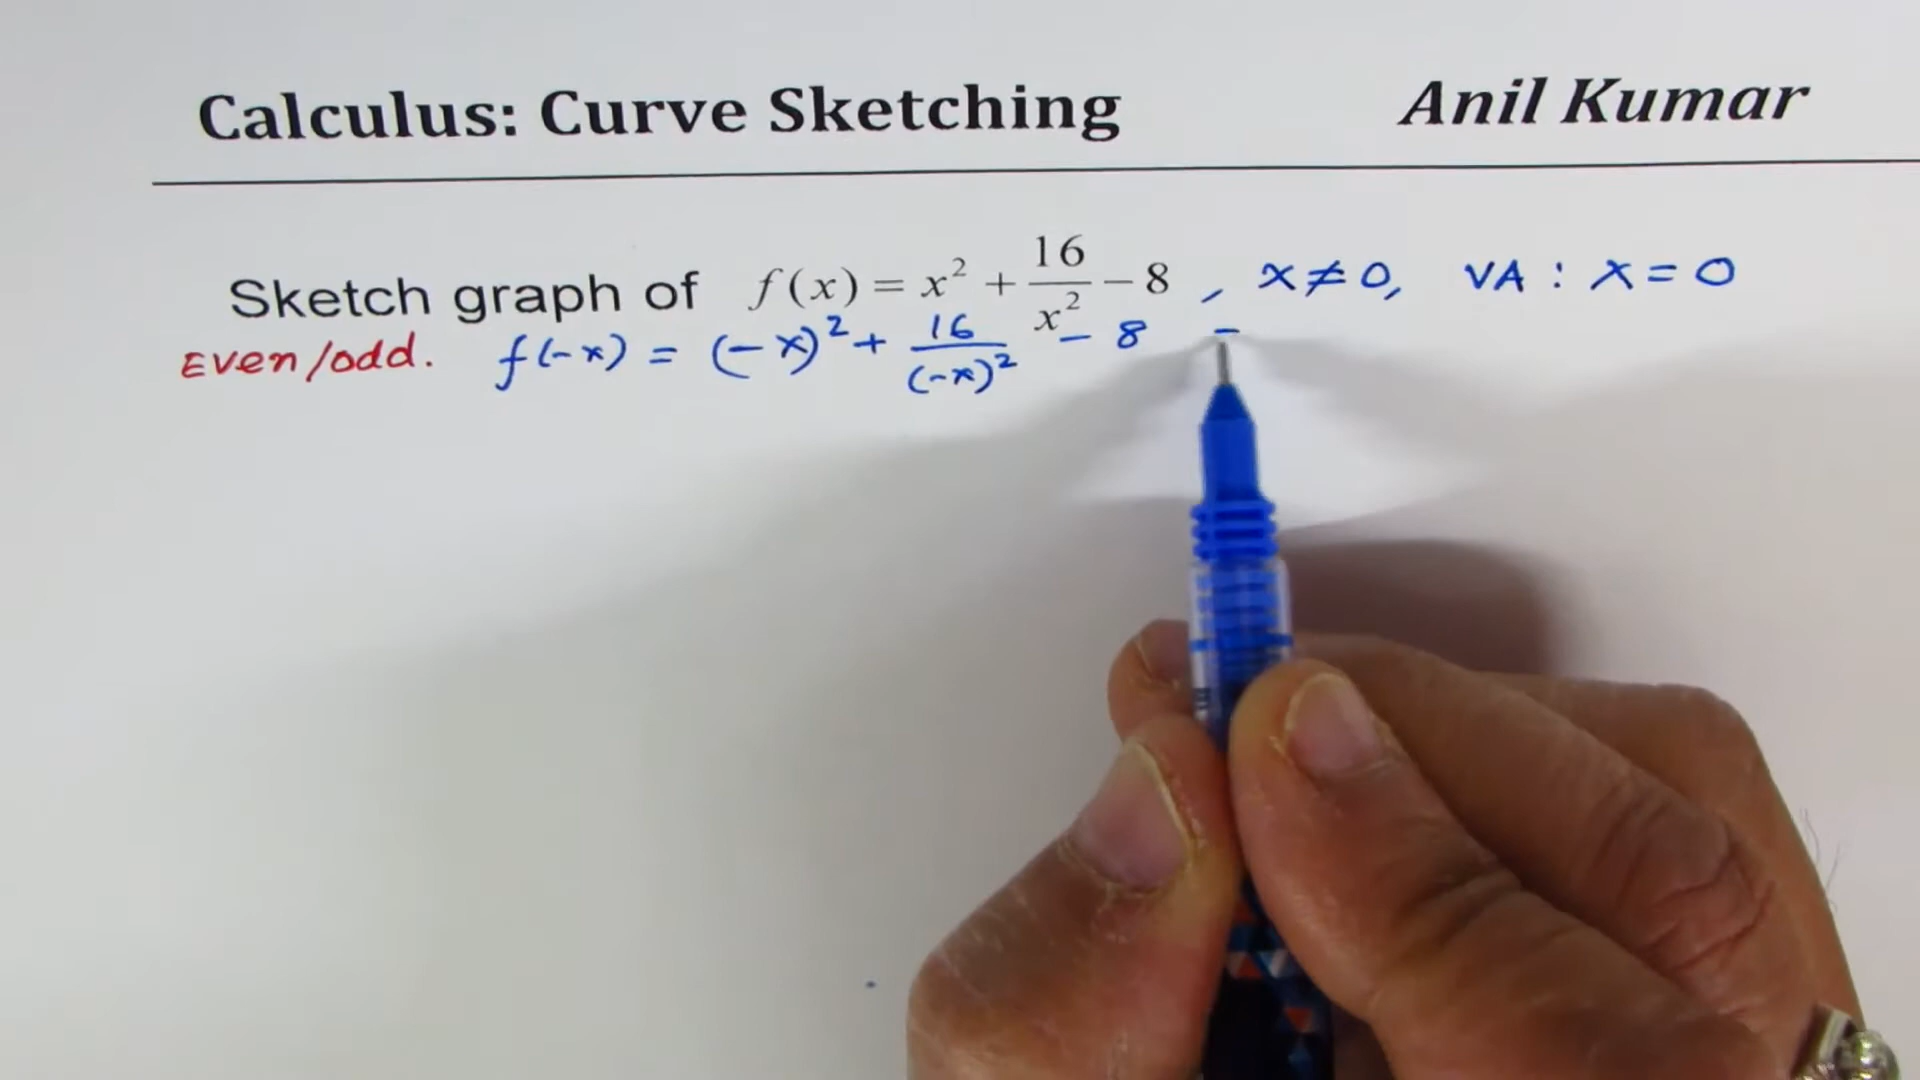 Calculus: Curve Sketching Anil Kumar
Sketch graph of f(x) = x² + 16/x² − 8 , x ≠ 0, VA : x = 0
Even/odd. f(-x) = (-x)² + 16/(-x)² − 8 =